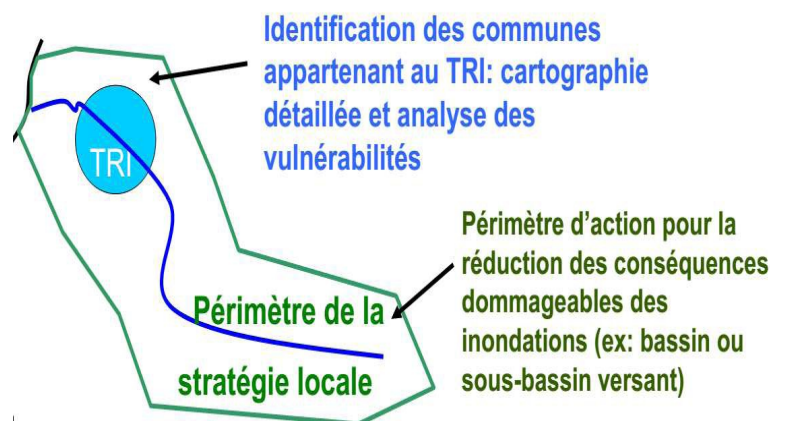 Identification des communes
appartenant au TRI: cartographie
détaillée et analyse des
vulnérabilités
TRI
Périmètre d'action pour la
réduction des conséquences
dommageables des
inondations (ex: bassin ou
sous-bassin versant)
Périmètre de la
stratégie locale